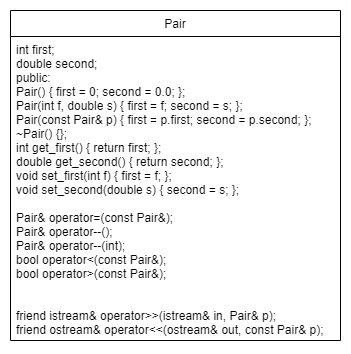 Pair
int first;
double second;
public:
Pair() { first = 0; second = 0.0; };
Pair(int f, double s) { first = f; second = s; };
Pair(const Pair& p) { first = p.first; second = p.second; };
~Pair() {};
int get_first() { return first; };
double get_second() { return second; };
void set_first(int f) { first = f; };
void set_second(double s) { second = s; };
Pair& operator=(const Pair&);
Pair& operator--();
Pair& operator--(int);
bool operator<(const Pair&);
bool operator>(const Pair&);
friend istream& operator>>(istream& in, Pair& p);
friend ostream& operator<<(ostream& out, const Pair& p);